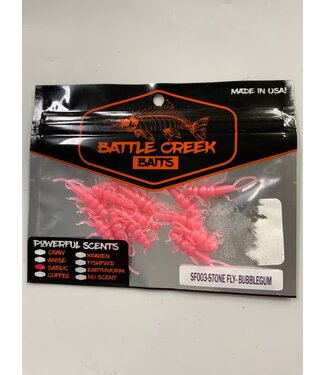 MADE IN USA!
BATTLE CREEK
BAITS
POWERFUL SCENTS
CRAW
ANISE
GARLIC
COFFEE
KRAKEN
FISHFOOD
EARTHWORM
NO SCENT
SF003-STONE FLY- BUBBLEGUM